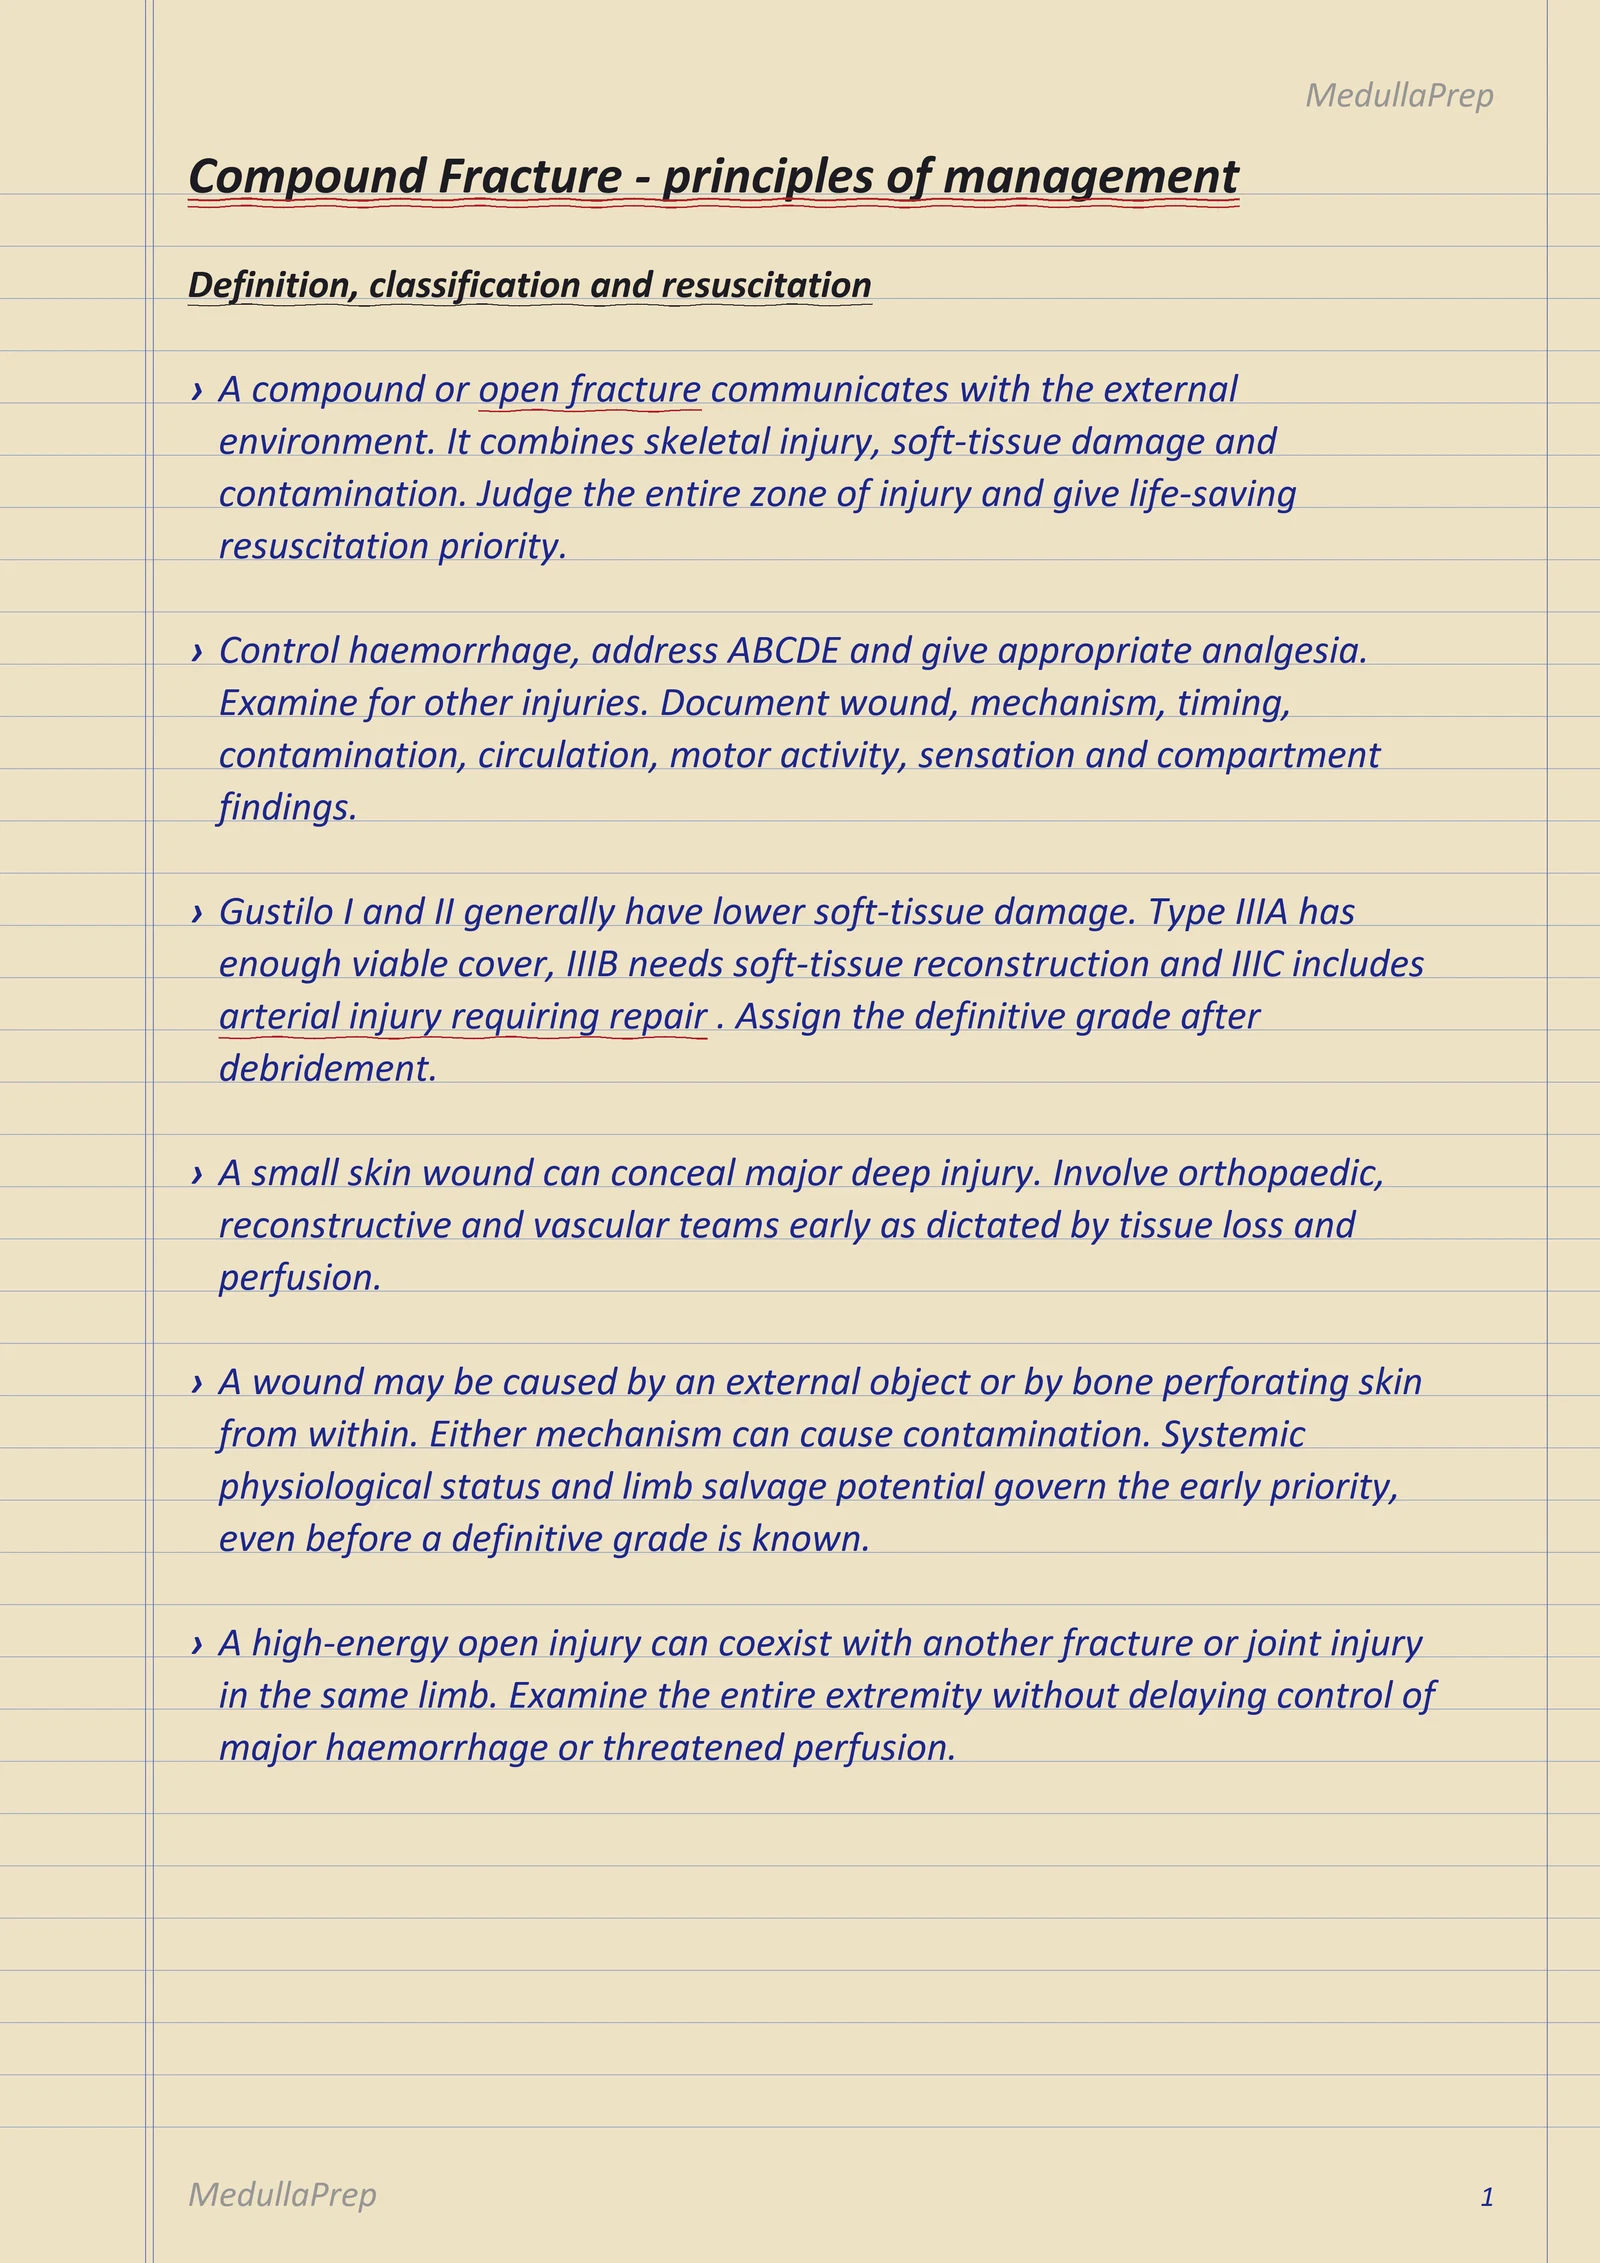 MedullaPrep
Compound Fracture - principles of management
Definition, classification and resuscitation
› A compound or open fracture communicates with the external
environment. It combines skeletal injury, soft-tissue damage and
contamination. Judge the entire zone of injury and give life-saving
resuscitation priority.
› Control haemorrhage, address ABCDE and give appropriate analgesia.
Examine for other injuries. Document wound, mechanism, timing,
contamination, circulation, motor activity, sensation and compartment
findings.
› Gustilo I and II generally have lower soft-tissue damage. Type IIIA has
enough viable cover, IIIB needs soft-tissue reconstruction and IIIC includes
arterial injury requiring repair . Assign the definitive grade after
debridement.
› A small skin wound can conceal major deep injury. Involve orthopaedic,
reconstructive and vascular teams early as dictated by tissue loss and
perfusion.
› A wound may be caused by an external object or by bone perforating skin
from within. Either mechanism can cause contamination. Systemic
physiological status and limb salvage potential govern the early priority,
even before a definitive grade is known.
› A high-energy open injury can coexist with another fracture or joint injury
in the same limb. Examine the entire extremity without delaying control of
major haemorrhage or threatened perfusion.
MedullaPrep
1